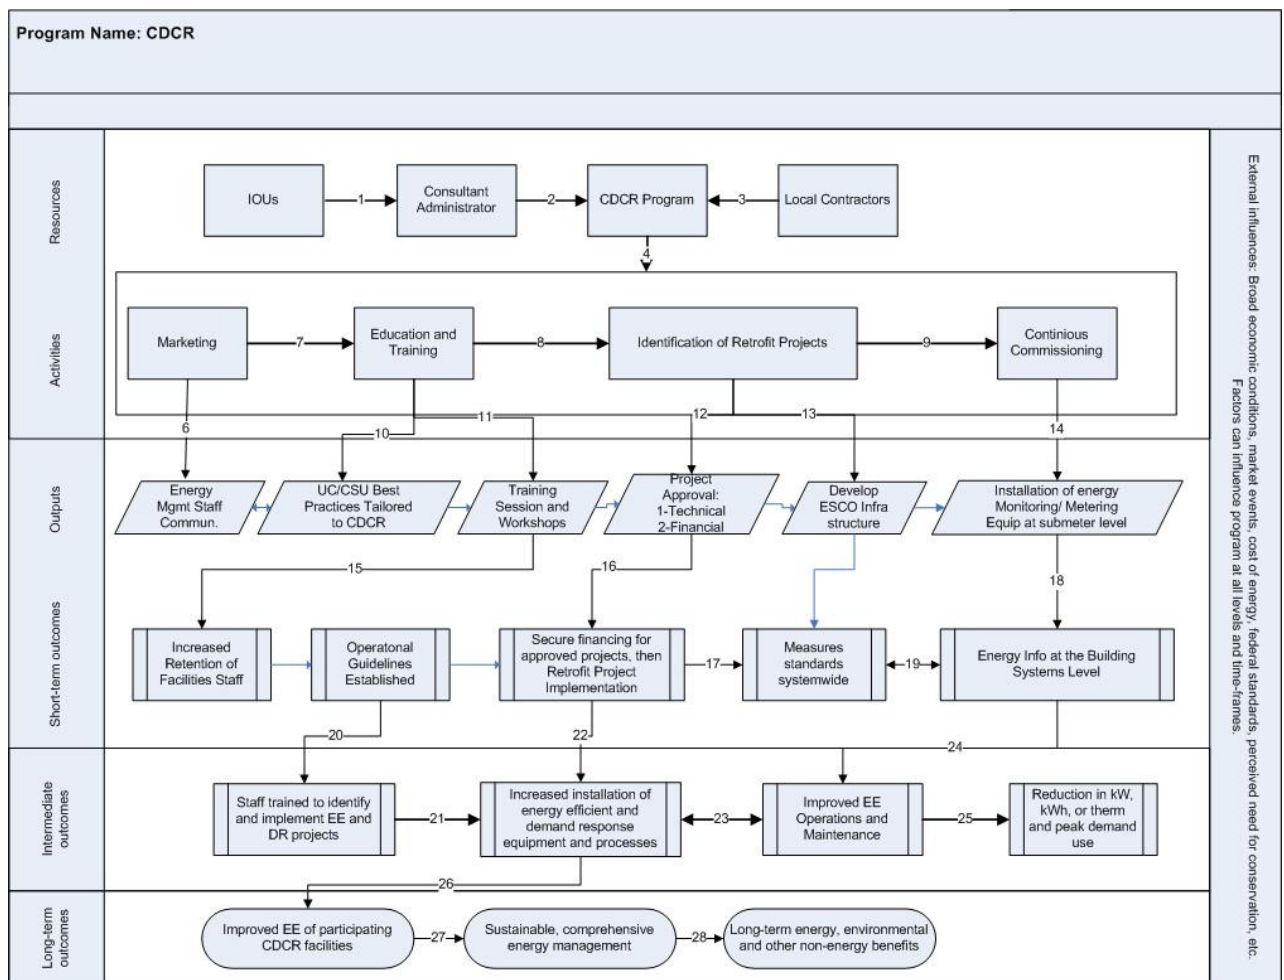 Program Name: CDCR
Resources
IOUs
1
Consultant
Administrator
2
CDCR Program
3
Local Contractors
4
Activities
Marketing
7
Education and
Training
8
Identification of Retrofit Projects
9
Continious
Commissioning
6
10
11
12
13
14
Outputs
Energy
Mgmt Staff
Commun.
UC/CSU Best
Practices Tailored
to CDCR
Training
Session and
Workshops
Project
Approval:
1-Technical
2-Financial
Develop
ESCO Infra
structure
Installation of energy
Monitoring/ Metering
Equip at submeter level
15
16
18
Short-term outcomes
Increased
Retention of
Facilities Staff
Operatonal
Guidelines
Established
Secure financing for
approved projects, then
Retrofit Project
Implementation
17
Measures
standards
systemwide
19
Energy Info at the Building
Systems Level
20
22
24
Intermediate
outcomes
Staff trained to identify
and implement EE and
DR projects
21
Increased installation of
energy efficient and
demand response
equipment and processes
23
Improved EE
Operations and
Maintenance
25
Reduction in kW,
kWh, or therm
and peak demand
use
26
Long-term
outcomes
Improved EE of participating
CDCR facilities
27
Sustainable, comprehensive
energy management
28
Long-term energy, environmental
and other non-energy benefits
External influences: Broad economic conditions, market events, cost of energy, federal standards, perceived need for conservation, etc.
Factors can influence program at all levels and time-frames.